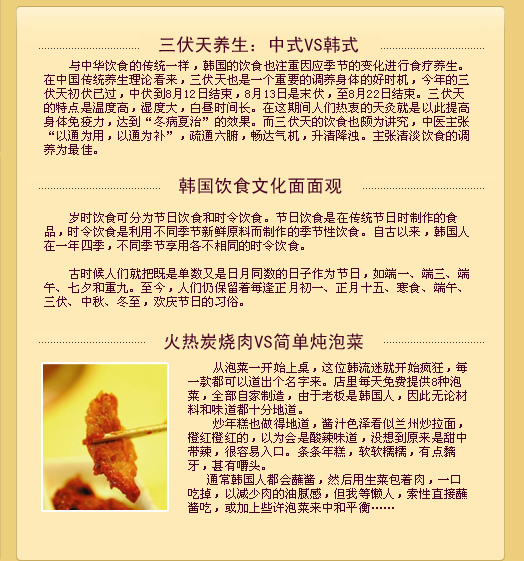 三伏天养生：中式VS韩式
与中华饮食的传统一样，韩国的饮食也注重因应季节的变化进行食疗养生。
在中国传统养生理论看来，三伏天也是一个重要的调养身体的好时机，今年的三
伏天初伏已过，中伏到8月12日结束，8月13日是末伏，至8月22日结束。三伏天
的特点是温度高，湿度大，白昼时间长。在这期间人们热衷的天灸就是以此提高
身体免疫力，达到“冬病夏治”的效果。而三伏天的饮食也颇为讲究，中医主张
“以通为用，以通为补”，疏通六腑，畅达气机，升清降浊。主张清淡饮食的调
养为最佳。
韩国饮食文化面面观
岁时饮食可分为节日饮食和时令饮食。节日饮食是在传统节日时制作的食
品，时令饮食是利用不同季节新鲜原料而制作的季节性饮食。自古以来，韩国人
在一年四季，不同季节享用各不相同的时令饮食。
古时候人们就把既是单数又是日月同数的日子作为节日，如端一、端三、端
午、七夕和重九。至今，人们仍保留着每逢正月初一、正月十五、寒食、端午、
三伏、中秋、冬至，欢庆节日的习俗。
火热炭烧肉VS简单炖泡菜
从泡菜一开始上桌，这位韩流迷就开始疯狂，每
一款都可以道出个名字来。店里每天免费提供8种泡
菜，全部自家制造，由于老板是韩国人，因此无论材
料和味道都十分地道。
炒年糕也做得地道，酱汁色泽看似兰州炒拉面，
橙红橙红的，以为会是酸辣味道，没想到原来是甜中
带辣，很容易入口。条条年糕，软软糯糯，有点黐
牙，甚有嚼头。
通常韩国人都会蘸酱，然后用生菜包着肉，一口
吃掉，以减少肉的油腻感，但我等懒人，索性直接蘸
酱吃，或加上些许泡菜来中和平衡……